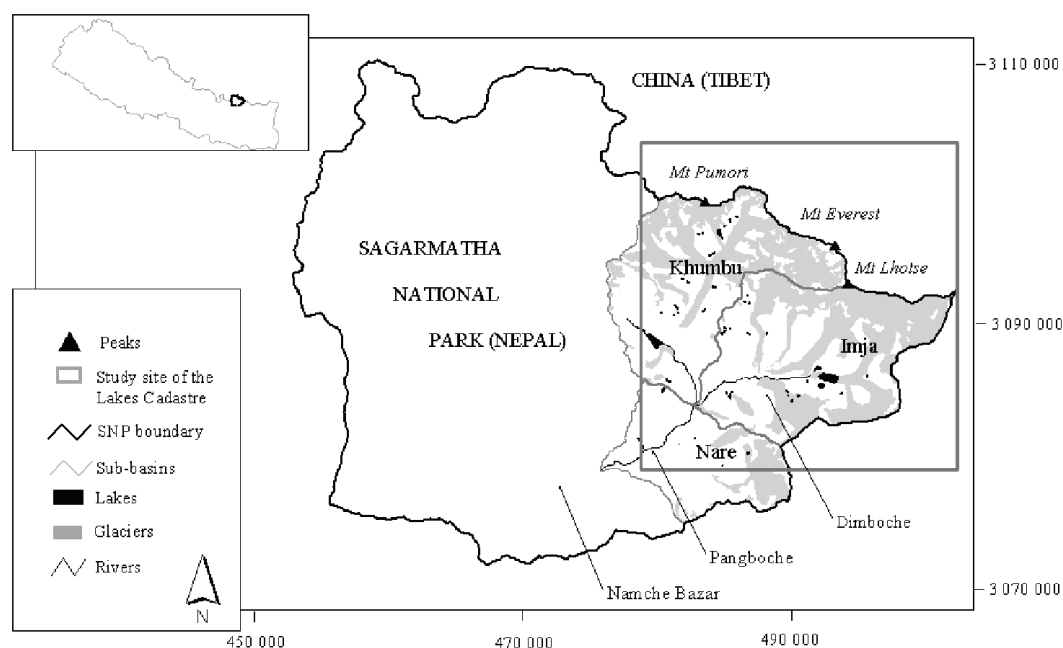 CHINA (TIBET)
3 110 000
Mt Pumori
Mt Everest
SAGARMATHA
Khumbu
Mt Lhotse
NATIONAL
PARK (NEPAL)
3 090 000
Imja
Nare
Dimboche
Pangboche
Namche Bazar
3 070 000
450 000
470 000
490 000
Peaks
Study site of the
Lakes Cadastre
SNP boundary
Sub-basins
Lakes
Glaciers
Rivers
N